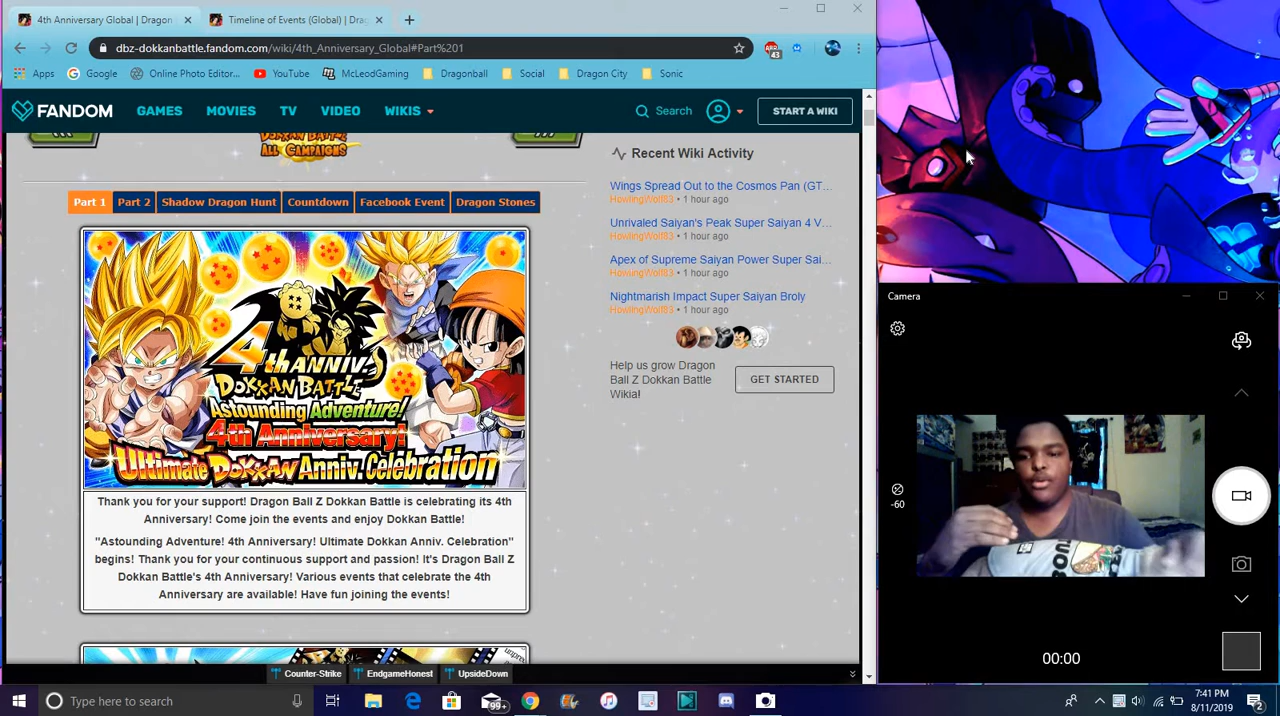 4th Anniversary Global | Dragon
Timeline of Events (Global) | Drag
dbz-dokkanbattle.fandom.com/wiki/4th_Anniversary_Global#Part%201
43
Apps
Google
Online Photo Editor...
YouTube
McLeodGaming
Dragonball
Social
Dragon City
Sonic
FANDOM
GAMES
MOVIES
TV
VIDEO
WIKIS
Search
START A WIKI
DOKKAN BATTLE
ALL CAMPAIGNS
Part 1
Part 2
Shadow Dragon Hunt
Countdown
Facebook Event
Dragon Stones
4th ANNIV.
DOKKAN BATTLE
Astounding Adventure!
4th Anniversary!
Ultimate DOKKAN Anniv. Celebration
Thank you for your support! Dragon Ball Z Dokkan Battle is celebrating its 4th
Anniversary! Come join the events and enjoy Dokkan Battle!
"Astounding Adventure! 4th Anniversary! Ultimate Dokkan Anniv. Celebration"
begins! Thank you for your continuous support and passion! It's Dragon Ball Z
Dokkan Battle's 4th Anniversary! Various events that celebrate the 4th
Anniversary are available! Have fun joining the events!
Recent Wiki Activity
Wings Spread Out to the Cosmos Pan (GT...
HowlingWolf83 • 1 hour ago
Unrivaled Saiyan's Peak Super Saiyan 4 V...
HowlingWolf83 • 1 hour ago
Apex of Supreme Saiyan Power Super Sai...
HowlingWolf83 • 1 hour ago
Nightmarish Impact Super Saiyan Broly
HowlingWolf83 • 1 hour ago
Help us grow Dragon
Ball Z Dokkan Battle
Wikia!
GET STARTED
Counter-Strike
EndgameHonest
UpsideDown
Camera
-60
00:00
Type here to search
99+
7:41 PM
8/11/2019
2